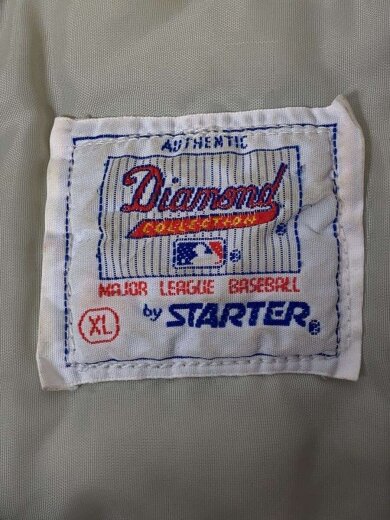 AUTHENTIC
Diamond
COLLECTION
MAJOR LEAGUE BASEBALL
XL by STARTER